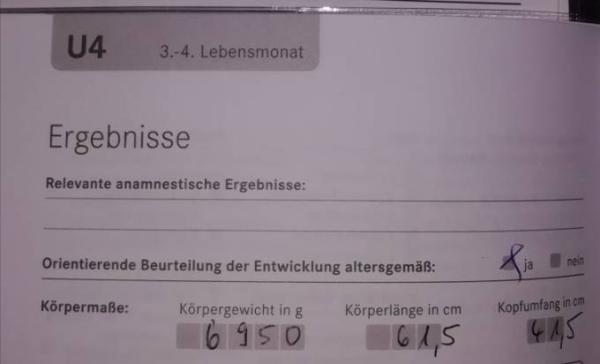 U4 3.-4. Lebensmonat
Ergebnisse
Relevante anamnestische Ergebnisse:
Orientierende Beurteilung der Entwicklung altersgemäß: ja nein
Körpermaße: Körpergewicht in g Körperlänge in cm Kopfumfang in cm
6950 61,5 41,5